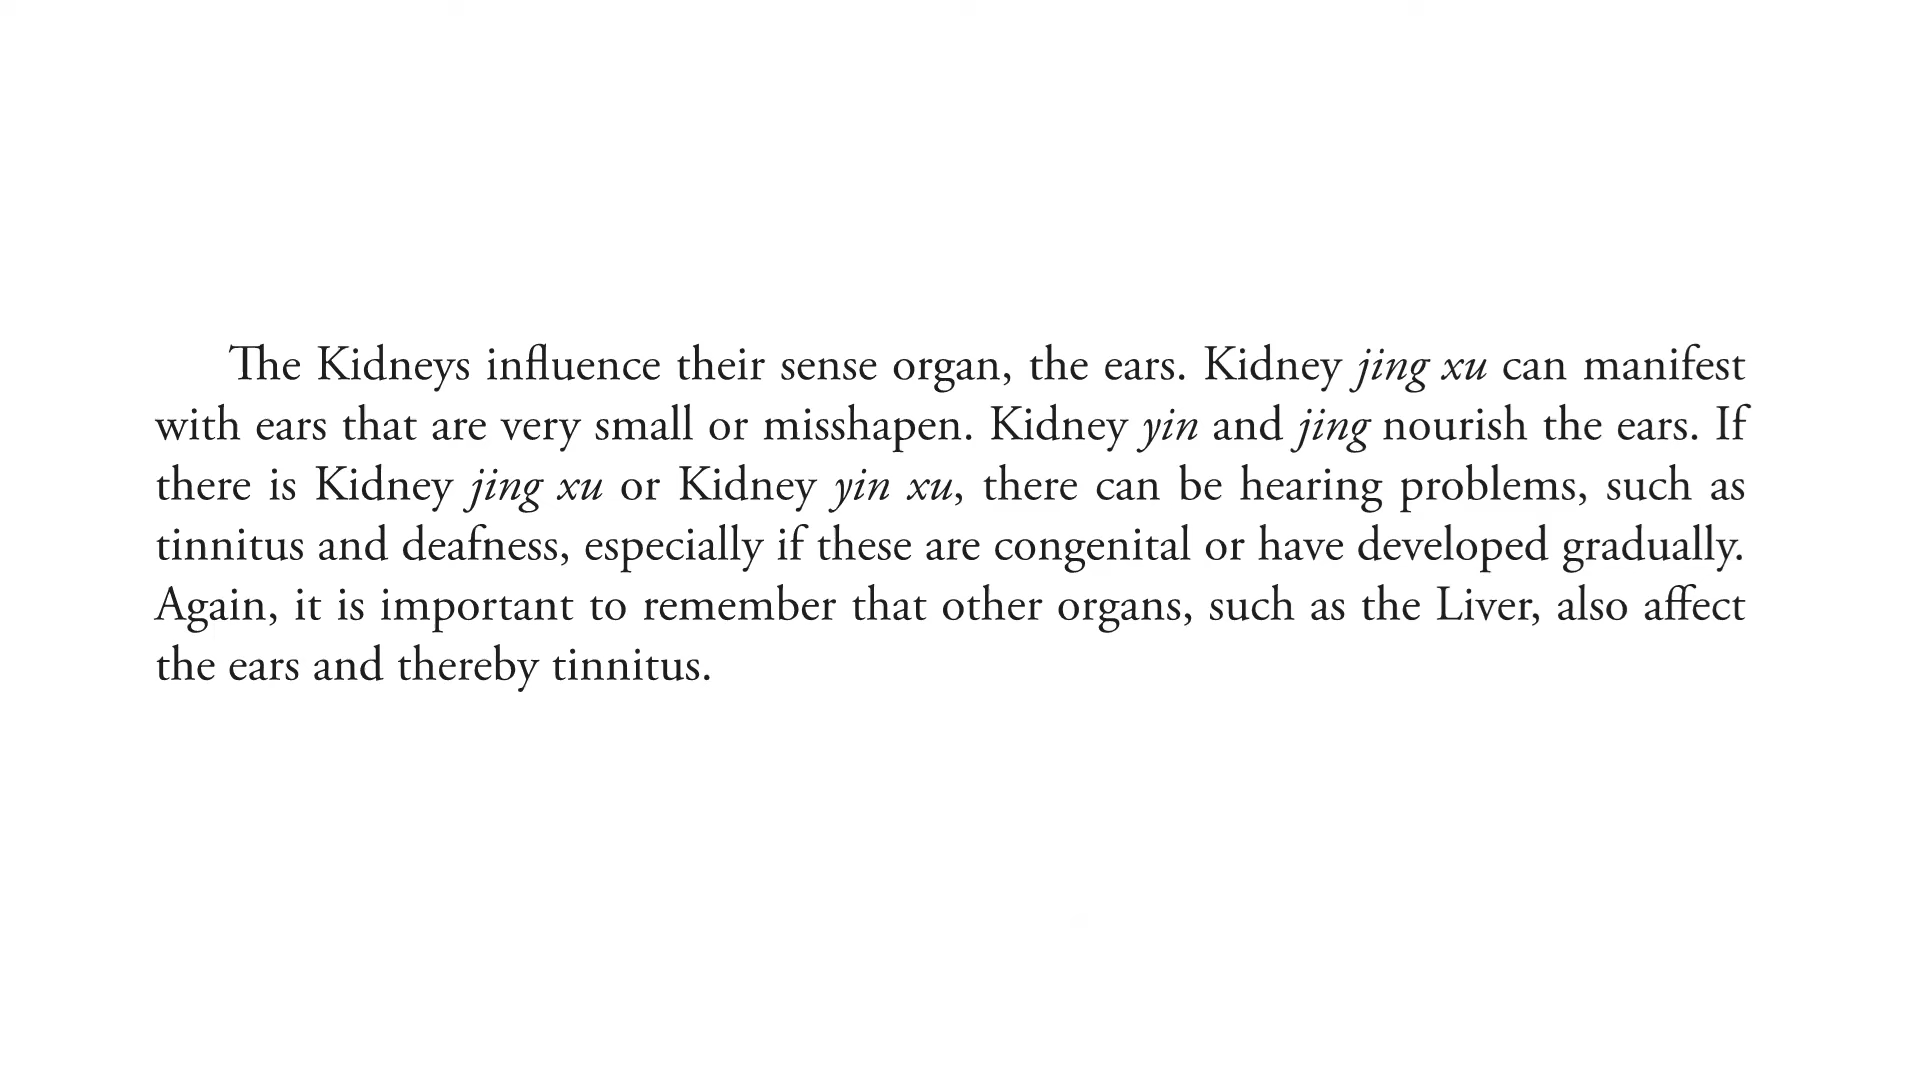 The Kidneys influence their sense organ, the ears. Kidney jing xu can manifest
with ears that are very small or misshapen. Kidney yin and jing nourish the ears. If
there is Kidney jing xu or Kidney yin xu, there can be hearing problems, such as
tinnitus and deafness, especially if these are congenital or have developed gradually.
Again, it is important to remember that other organs, such as the Liver, also affect
the ears and thereby tinnitus.